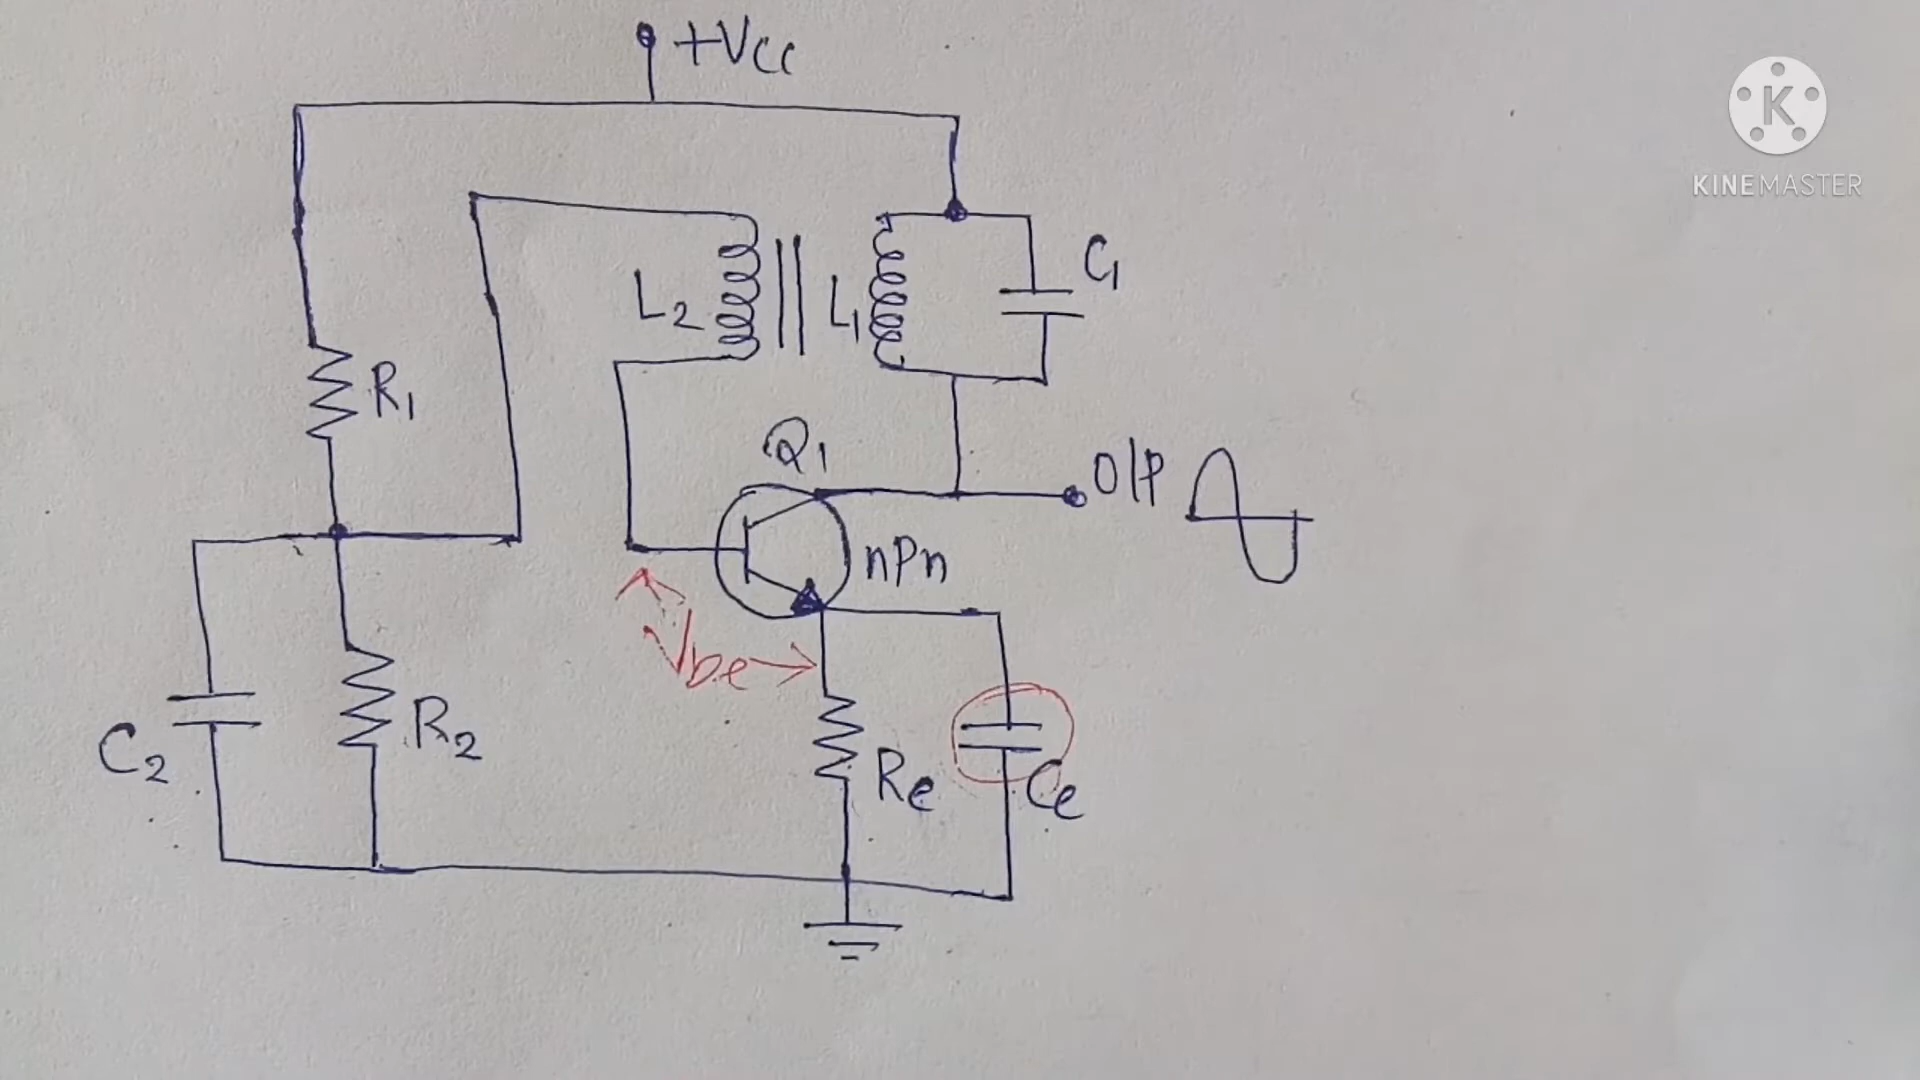 +Vcc
K
KINEMASTER
C1
L2
L1
R1
Q1
O/P
nPn
Vbe
C2
R2
Re
Ce